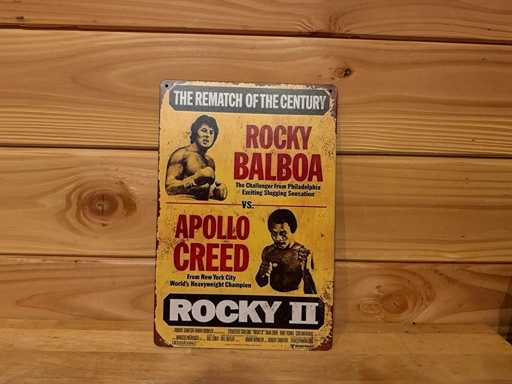 THE REMATCH OF THE CENTURY
ROCKY
BALBOA
The Challenger From Philadelphia
Exciting Slugging Sensation
VS.
APOLLO
CREED
From New York City
World's Heavyweight Champion
ROCKY II